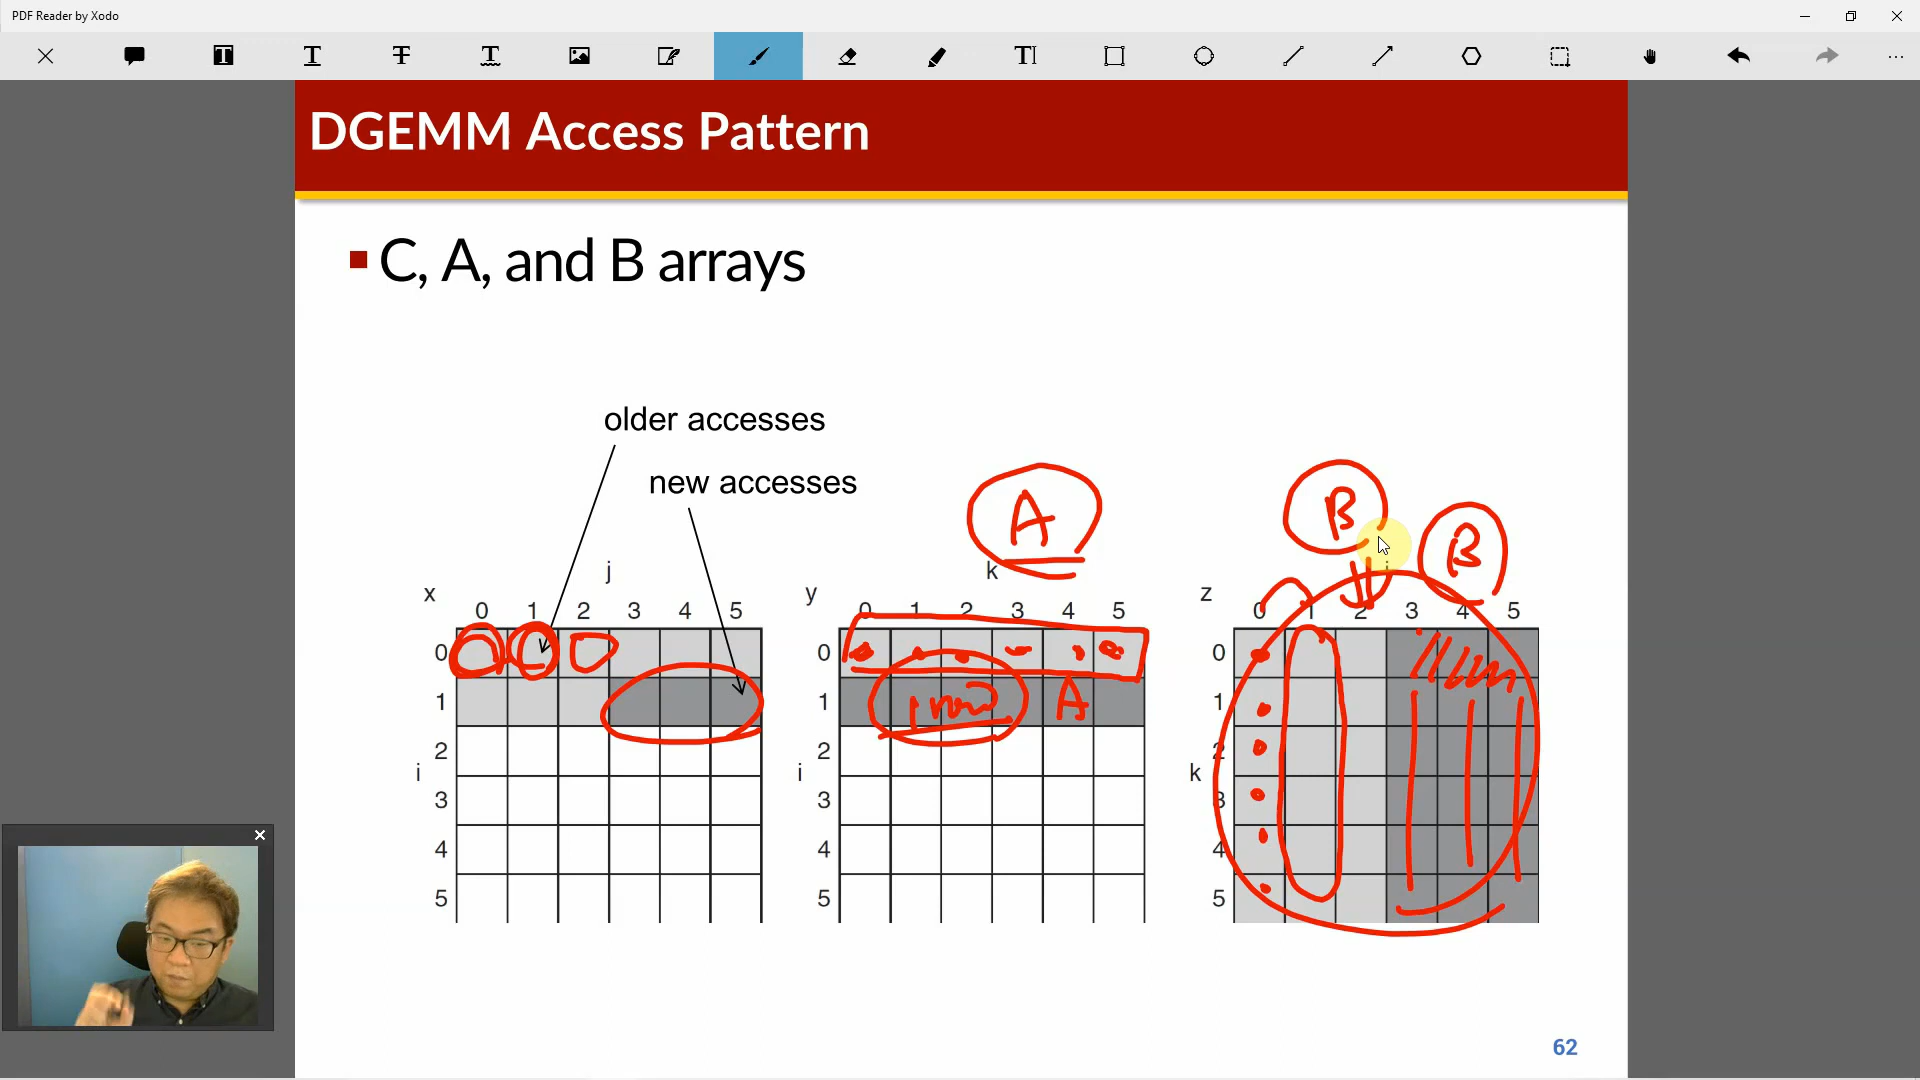 PDF Reader by Xodo
DGEMM Access Pattern
C, A, and B arrays
older accesses
new accesses
A
B
B
x
j
0 1 2 3 4 5
0
1
2
3
4
5
i
y
k
0 1 2 3 4 5
0
1
A
2
3
4
5
i
z
0 1 2 3 4 5
0
1
2
3
4
5
k
62